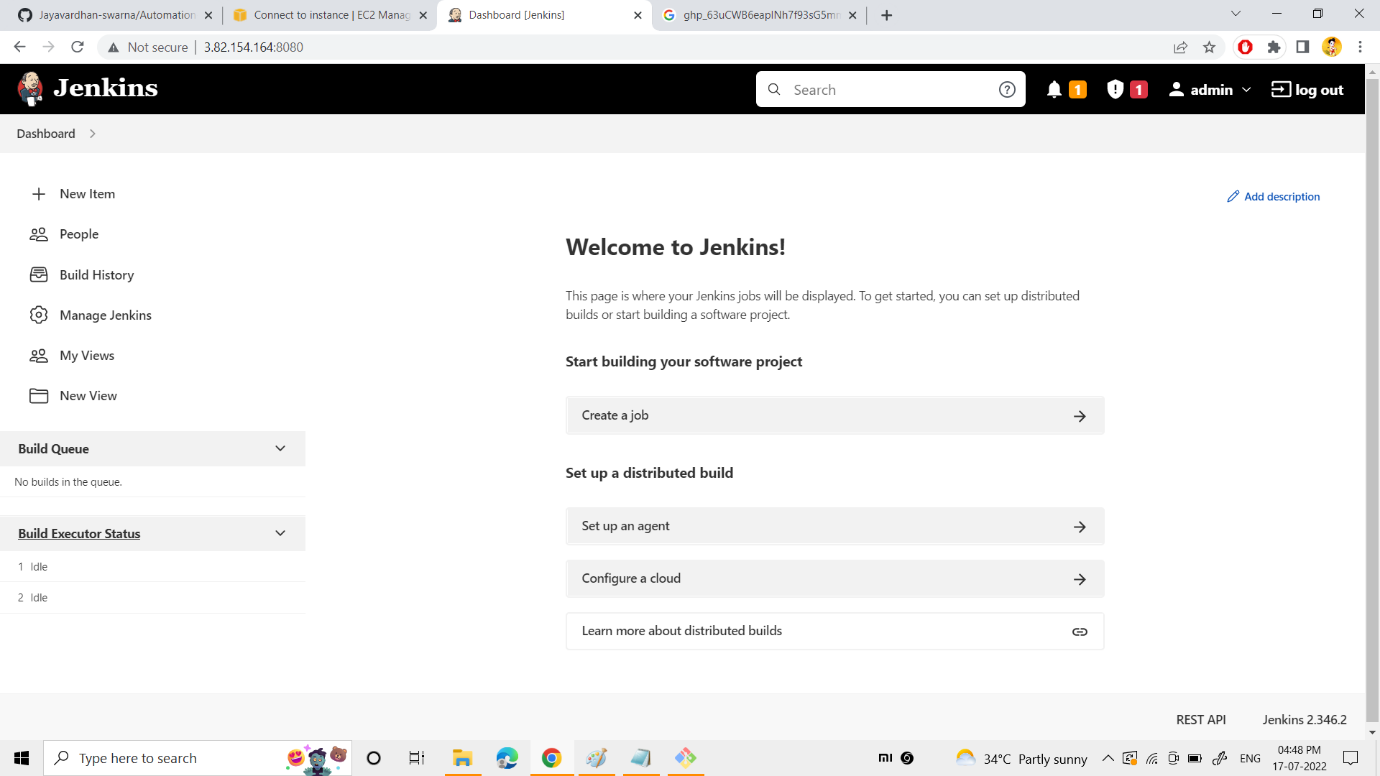 Jayavardhan-swarna/Automation
Connect to instance | EC2 Manag
Dashboard [Jenkins]
Not secure
3.82.154.164:8080
Jenkins
Search
1
1
admin
log out
Dashboard
New Item
People
Build History
Manage Jenkins
My Views
New View
Build Queue
No builds in the queue.
Build Executor Status
1 Idle
2 Idle
Add description
Welcome to Jenkins!
This page is where your Jenkins jobs will be displayed. To get started, you can set up distributed
builds or start building a software project.
Start building your software project
Create a job
Set up a distributed build
Set up an agent
Configure a cloud
Learn more about distributed builds
REST API
Jenkins 2.346.2
Type here to search
34°C Partly sunny
ENG
04:48 PM
17-07-2022